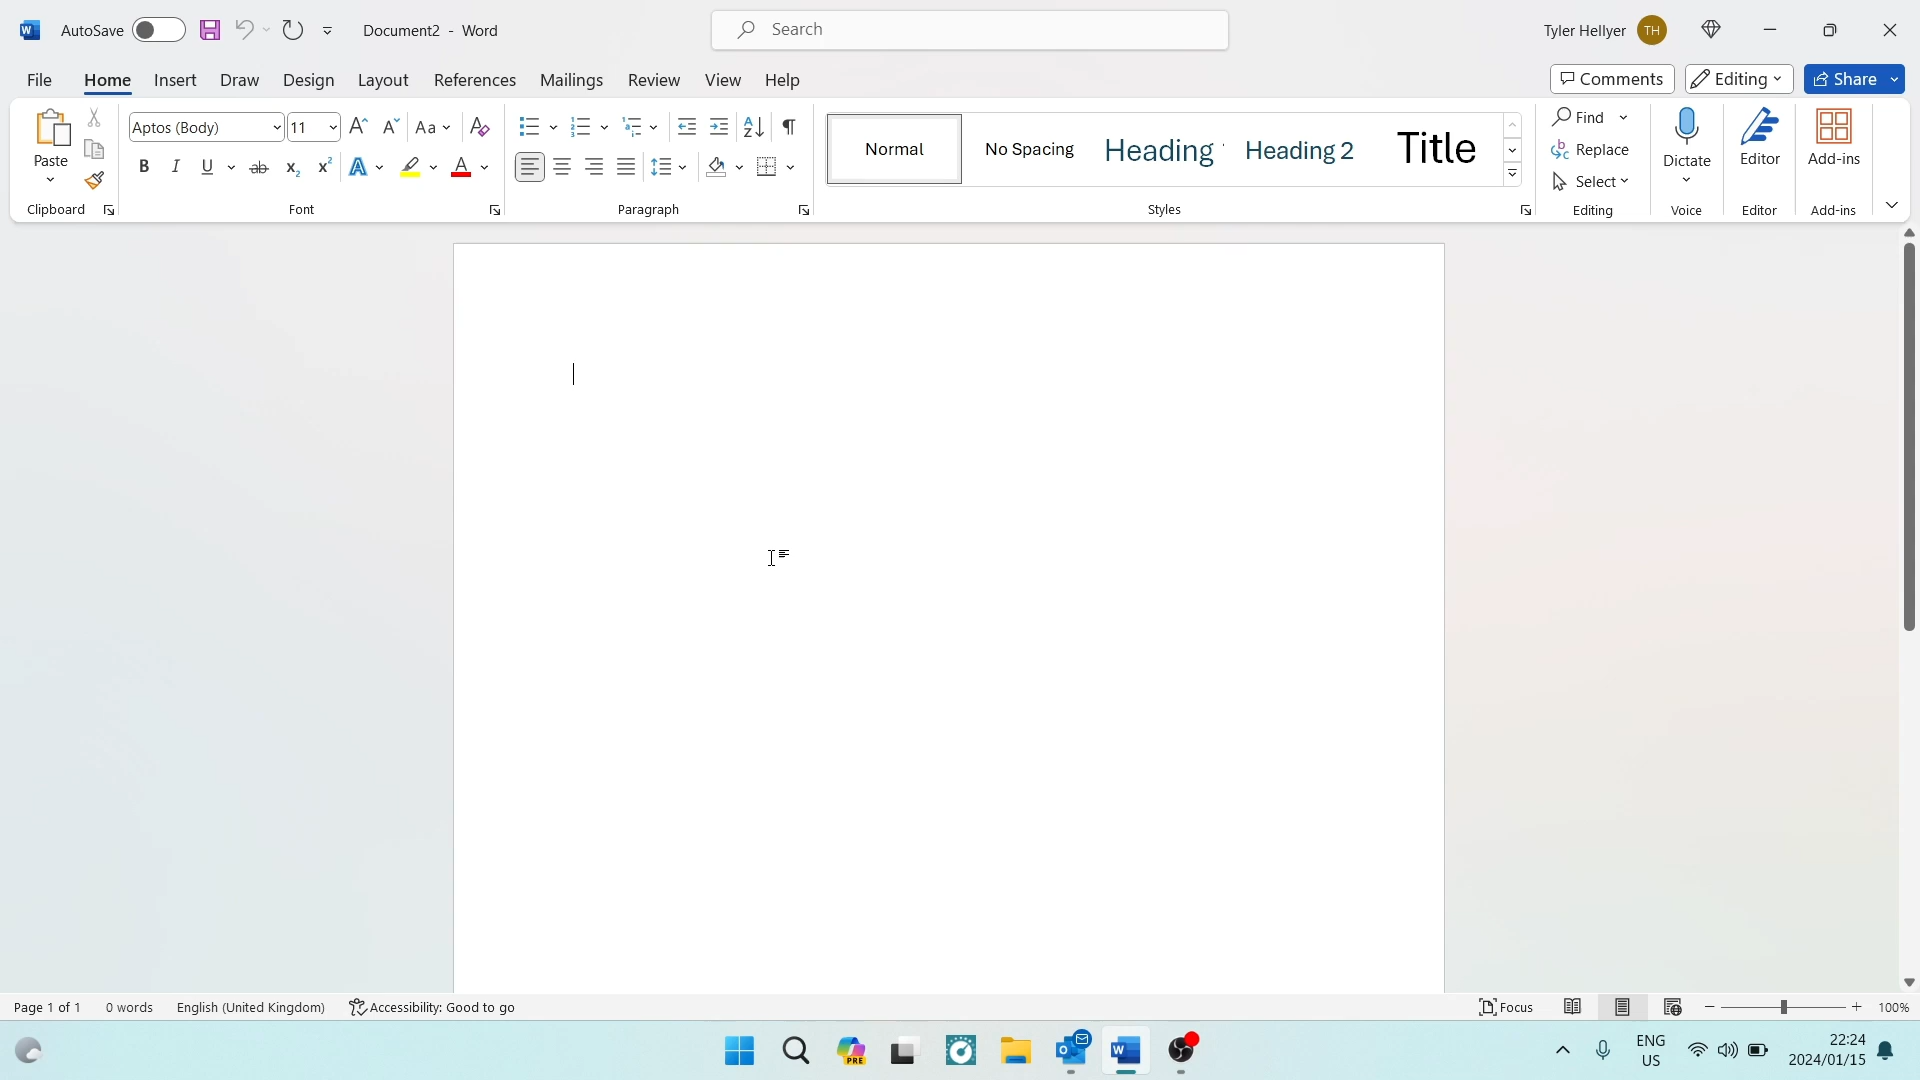 AutoSave Document2 - Word Search Tyler Hellyer TH
File Home Insert Draw Design Layout References Mailings Review View Help Comments Editing Share
Paste Aptos (Body) 11 Aa Normal No Spacing Heading Heading 2 Title Find Replace Select Dictate Editor Add-ins
Clipboard Font Paragraph Styles Editing Voice Editor Add-ins
Page 1 of 1 0 words English (United Kingdom) Accessibility: Good to go Focus 100%
PRE ENG US 22:24 2024/01/15